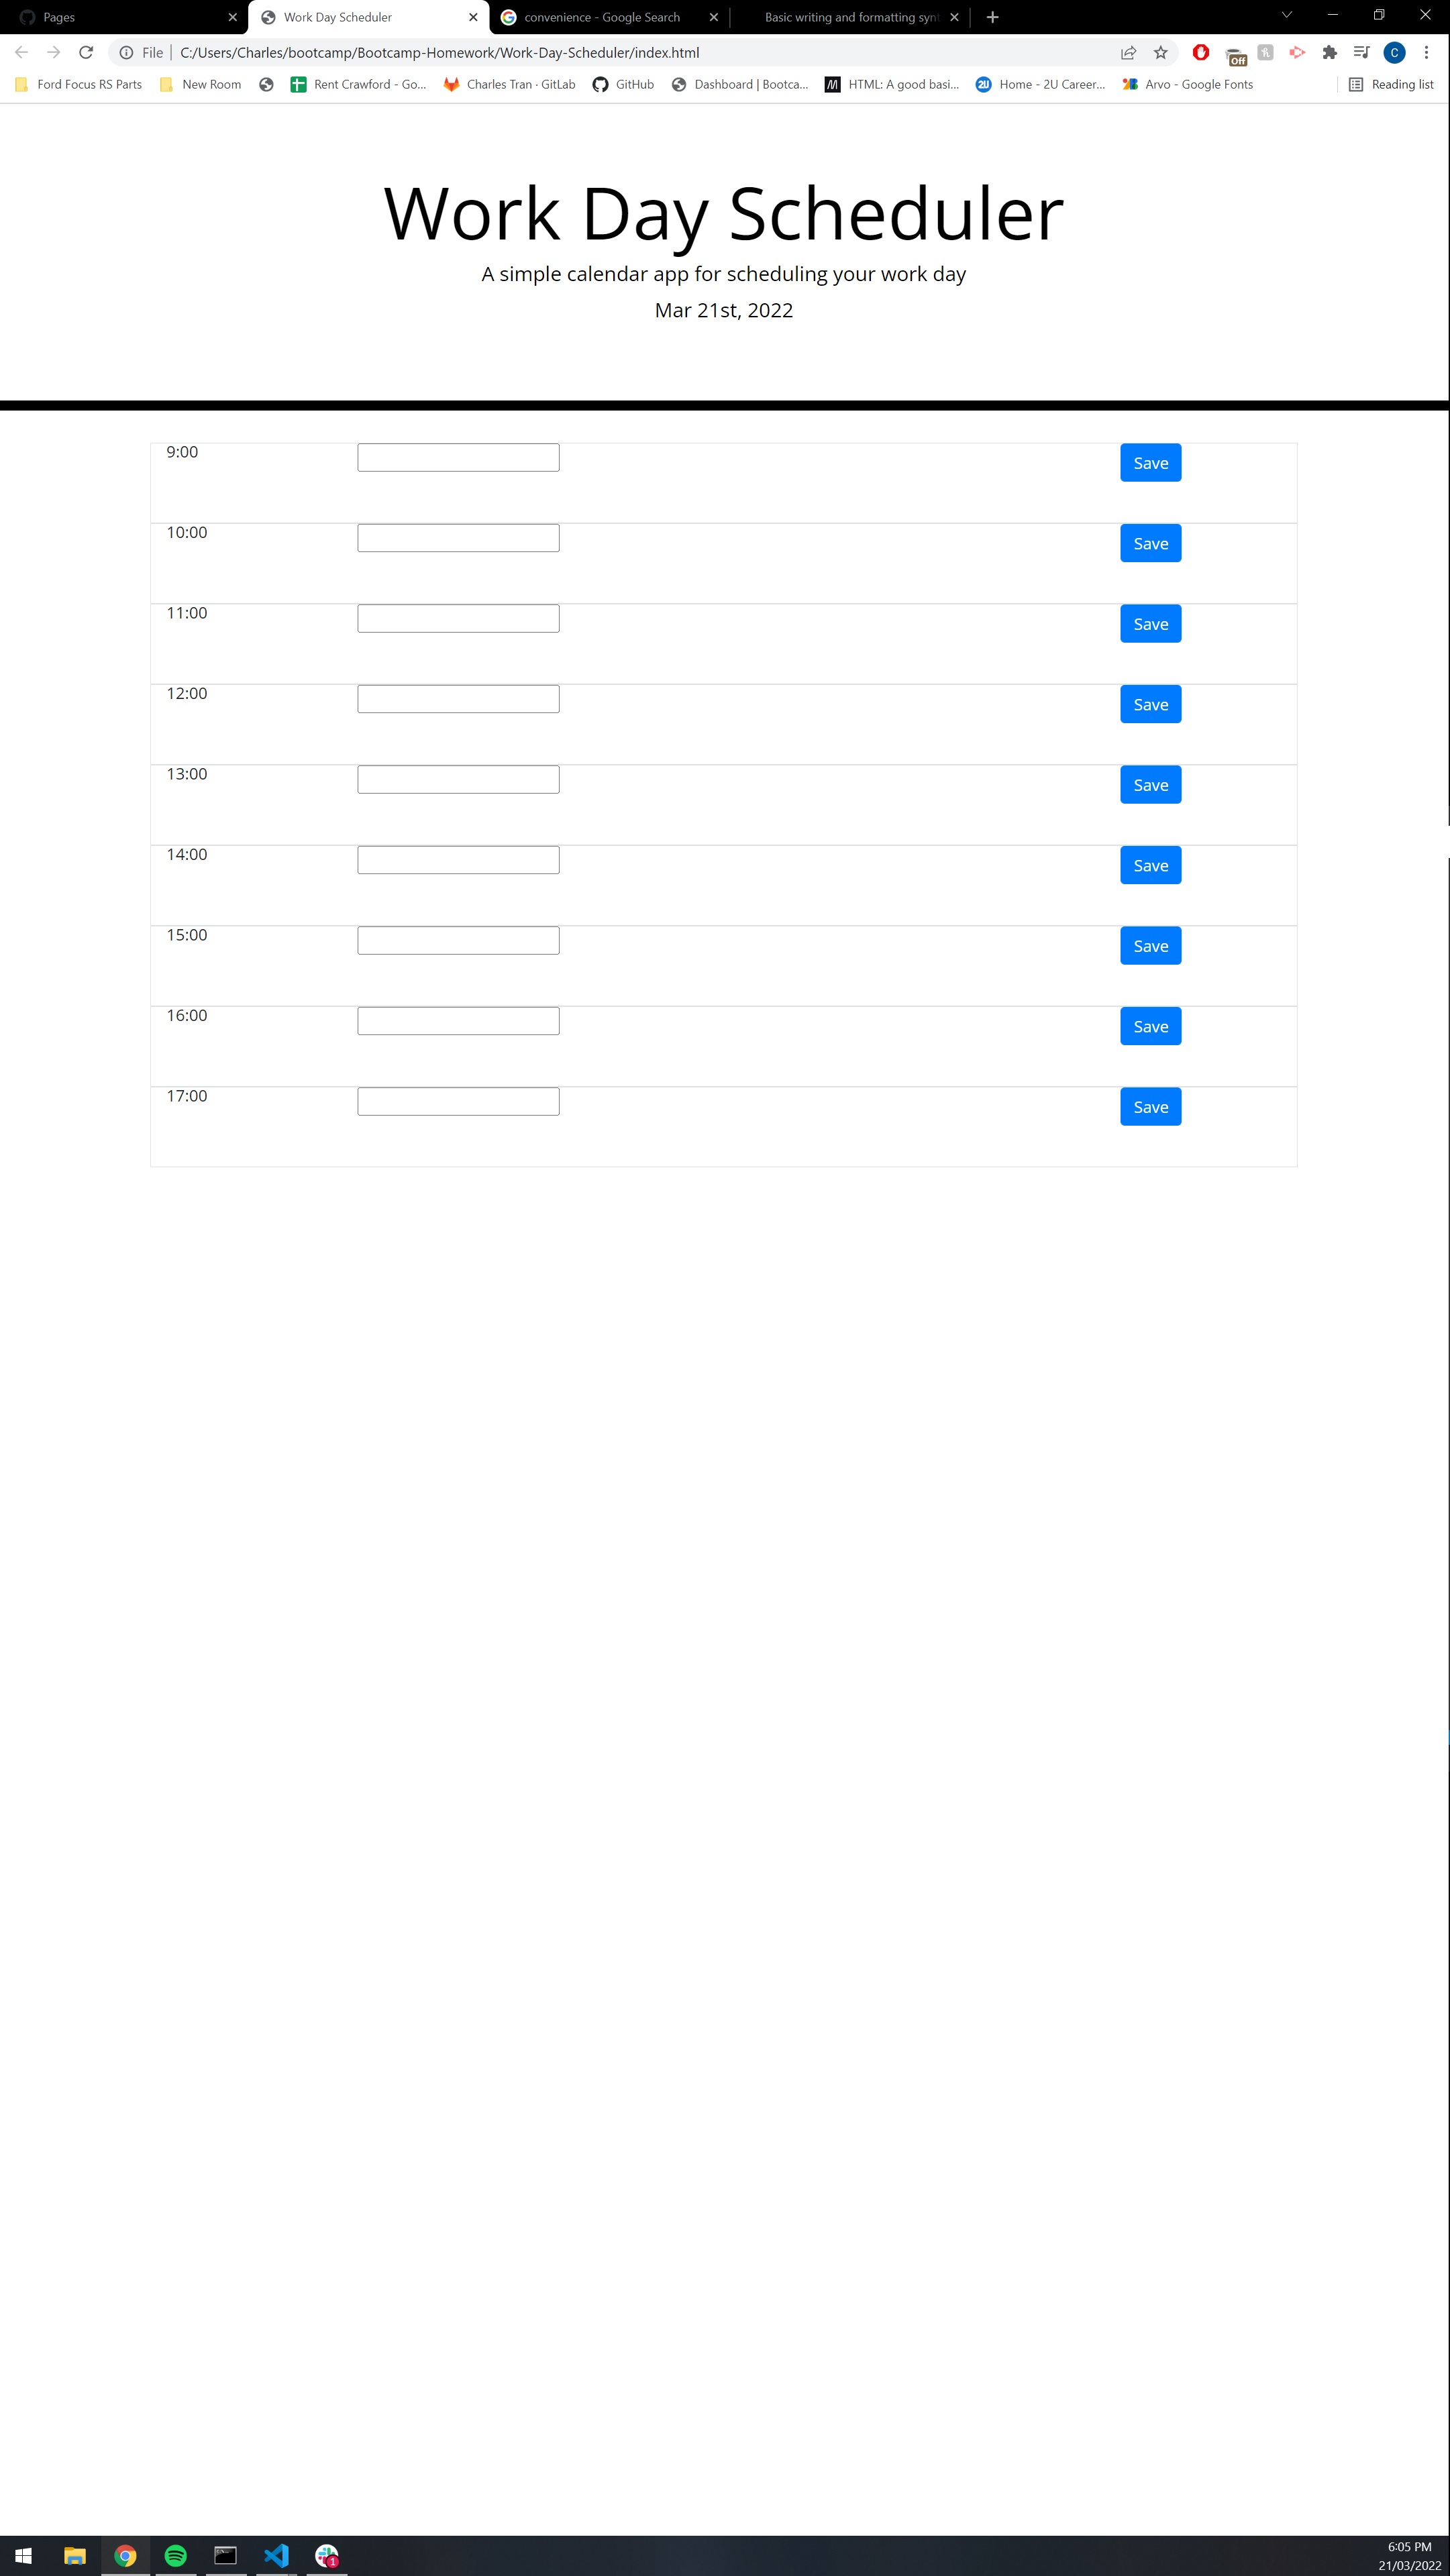 Pages
Work Day Scheduler
convenience - Google Search
Basic writing and formatting syn
File
C:/Users/Charles/bootcamp/Bootcamp-Homework/Work-Day-Scheduler/index.html
Off
C
Ford Focus RS Parts
New Room
Rent Crawford - Go...
Charles Tran · GitLab
GitHub
Dashboard | Bootca...
M
HTML: A good basi...
2U
Home - 2U Career...
Arvo - Google Fonts
Reading list
Work Day Scheduler
A simple calendar app for scheduling your work day
Mar 21st, 2022
9:00 Save
10:00 Save
11:00 Save
12:00 Save
13:00 Save
14:00 Save
15:00 Save
16:00 Save
17:00 Save
1
6:05 PM
21/03/2022